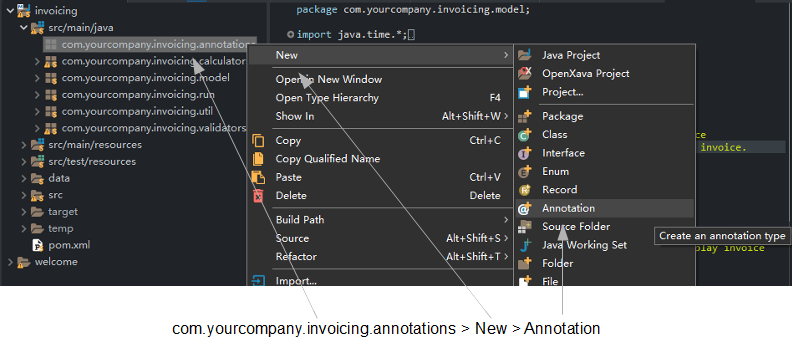 invoicing
src/main/java
com.yourcompany.invoicing.annotations
com.yourcompany.invoicing.calculator
com.yourcompany.invoicing.model
com.yourcompany.invoicing.run
com.yourcompany.invoicing.util
com.yourcompany.invoicing.validators
src/main/resources
src/test/resources
data
src
target
temp
pom.xml
welcome
package com.yourcompany.invoicing.model;
import java.time.*;
New
Open in New Window
Open Type Hierarchy F4
Show In Alt+Shift+W
Copy Ctrl+C
Copy Qualified Name
Paste Ctrl+V
Delete Delete
Build Path
Source Alt+Shift+S
Refactor Alt+Shift+T
Import...
Java Project
OpenXava Project
Project...
Package
Class
Interface
Enum
Record
Annotation
Source Folder
Java Working Set
Folder
File
invoice.
Create an annotation type
invoice
com.yourcompany.invoicing.annotations > New > Annotation